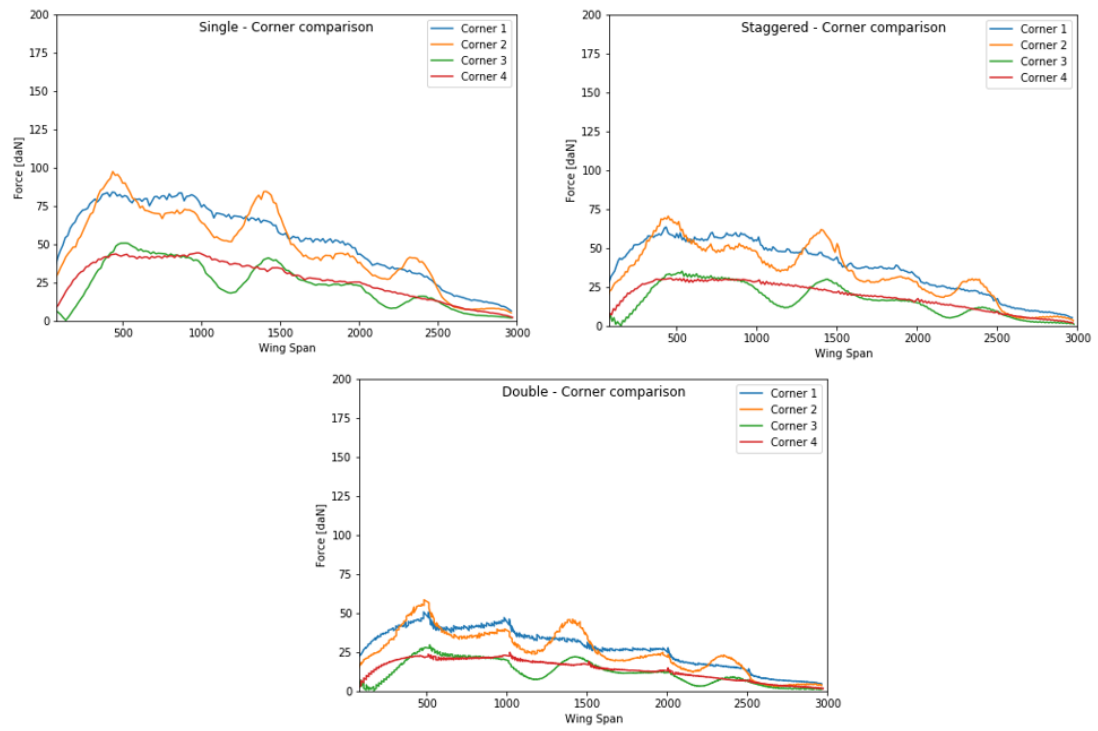 Single - Corner comparison
Corner 1
Corner 2
Corner 3
Corner 4
200
175
150
125
100
75
50
25
0
Force [daN]
500
1000
1500
2000
2500
3000
Wing Span
Staggered - Corner comparison
Corner 1
Corner 2
Corner 3
Corner 4
200
175
150
125
100
75
50
25
0
Force [daN]
500
1000
1500
2000
2500
3000
Wing Span
Double - Corner comparison
Corner 1
Corner 2
Corner 3
Corner 4
200
175
150
125
100
75
50
25
0
Force [daN]
500
1000
1500
2000
2500
3000
Wing Span